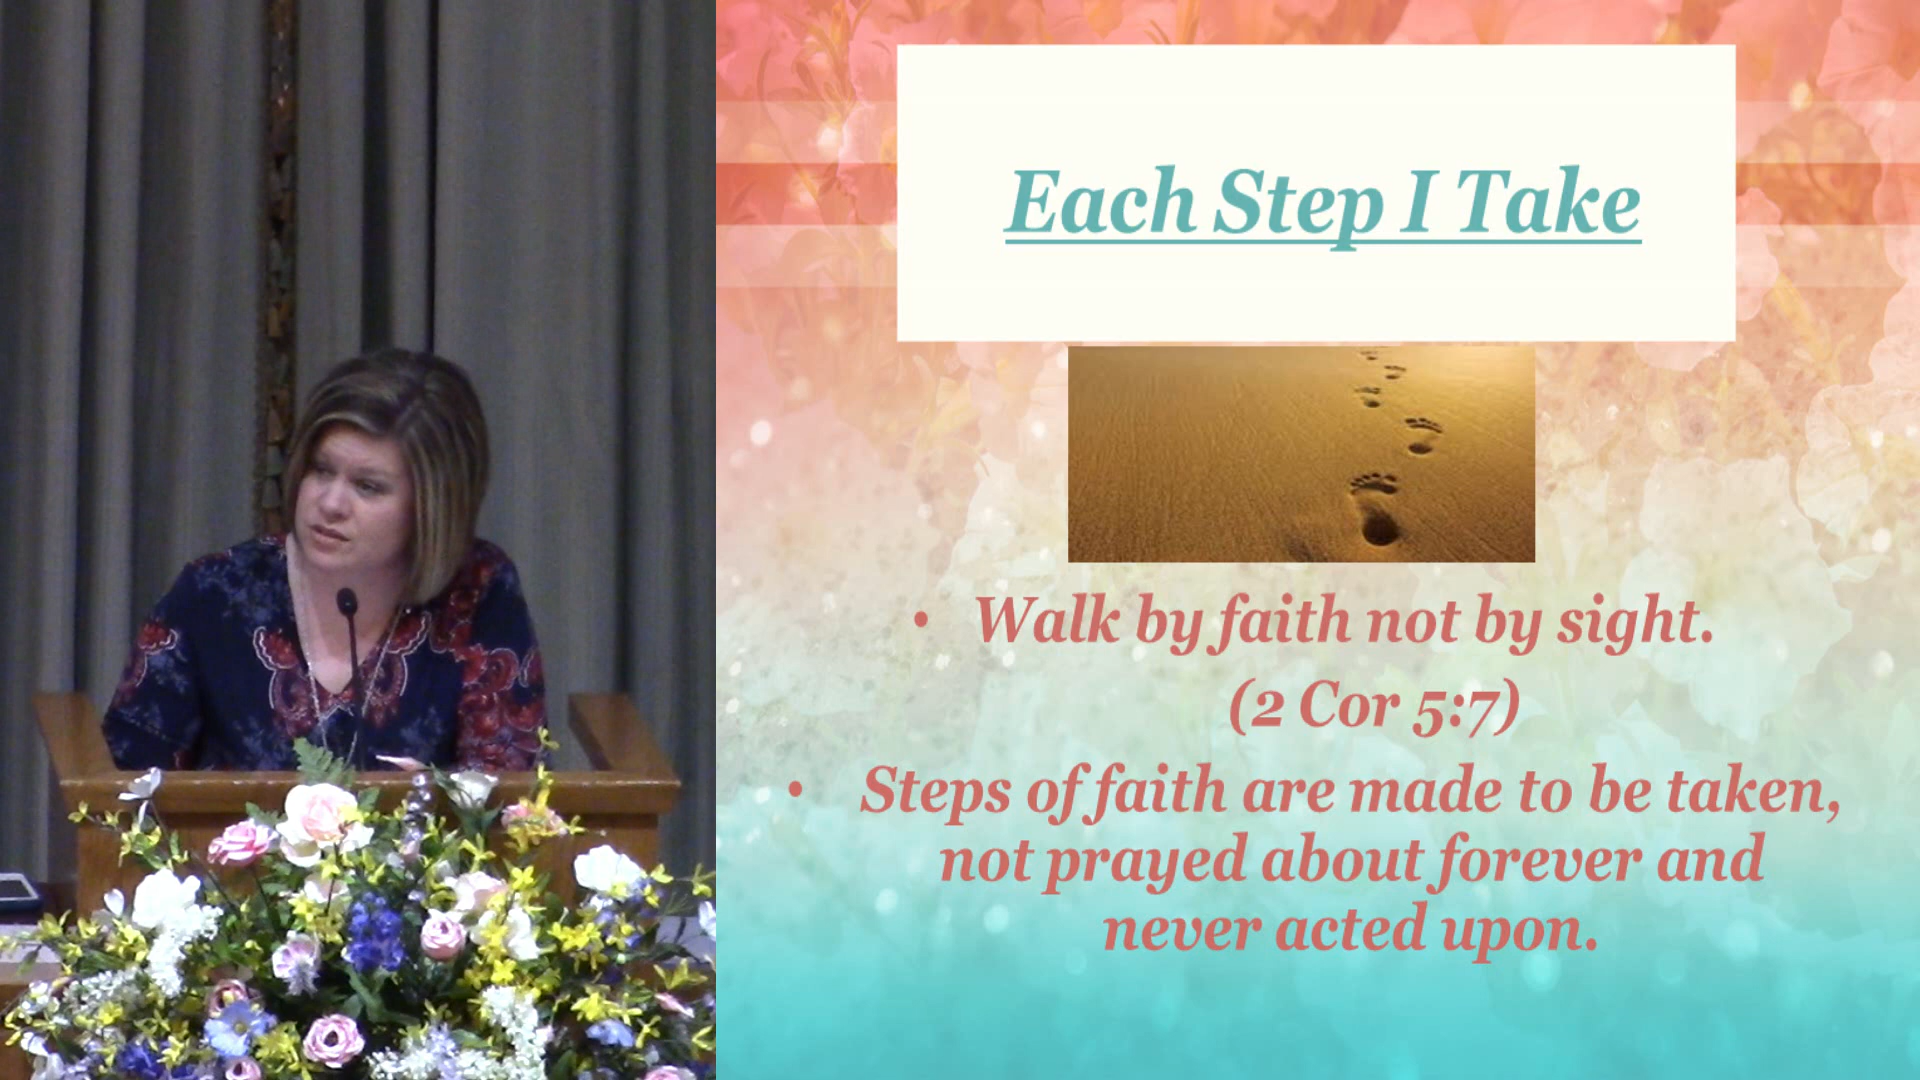 Each Step I Take
• Walk by faith not by sight.
(2 Cor 5:7)
• Steps of faith are made to be taken,
not prayed about forever and
never acted upon.